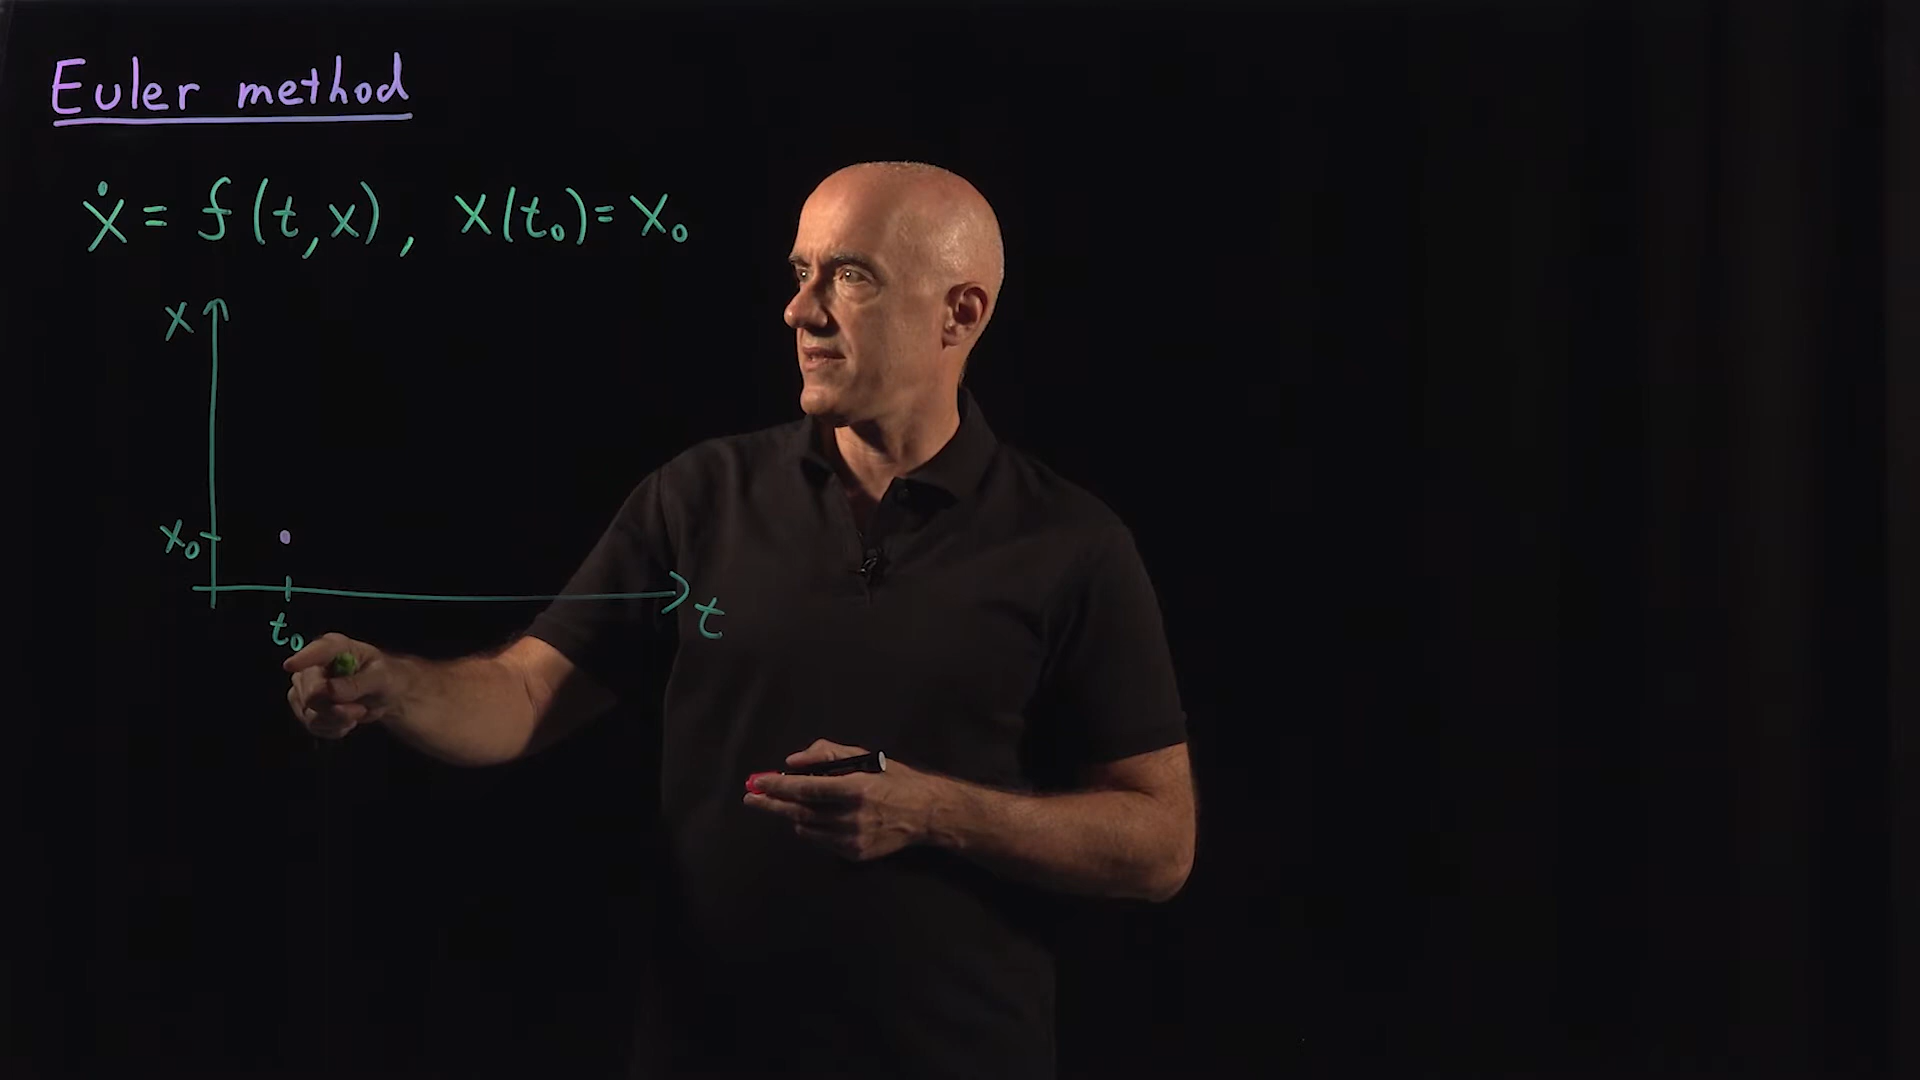 Euler method
ẋ = f(t,x), x(t₀) = x₀
x
x₀
t
t₀